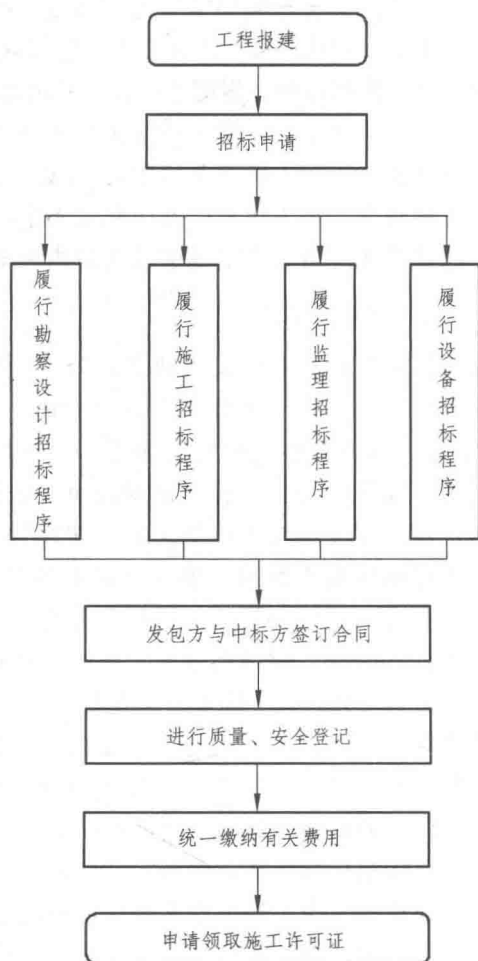 工程报建
招标申请
履行勘察设计招标程序
履行施工招标程序
履行监理招标程序
履行设备招标程序
发包方与中标方签订合同
进行质量、安全登记
统一缴纳有关费用
申请领取施工许可证